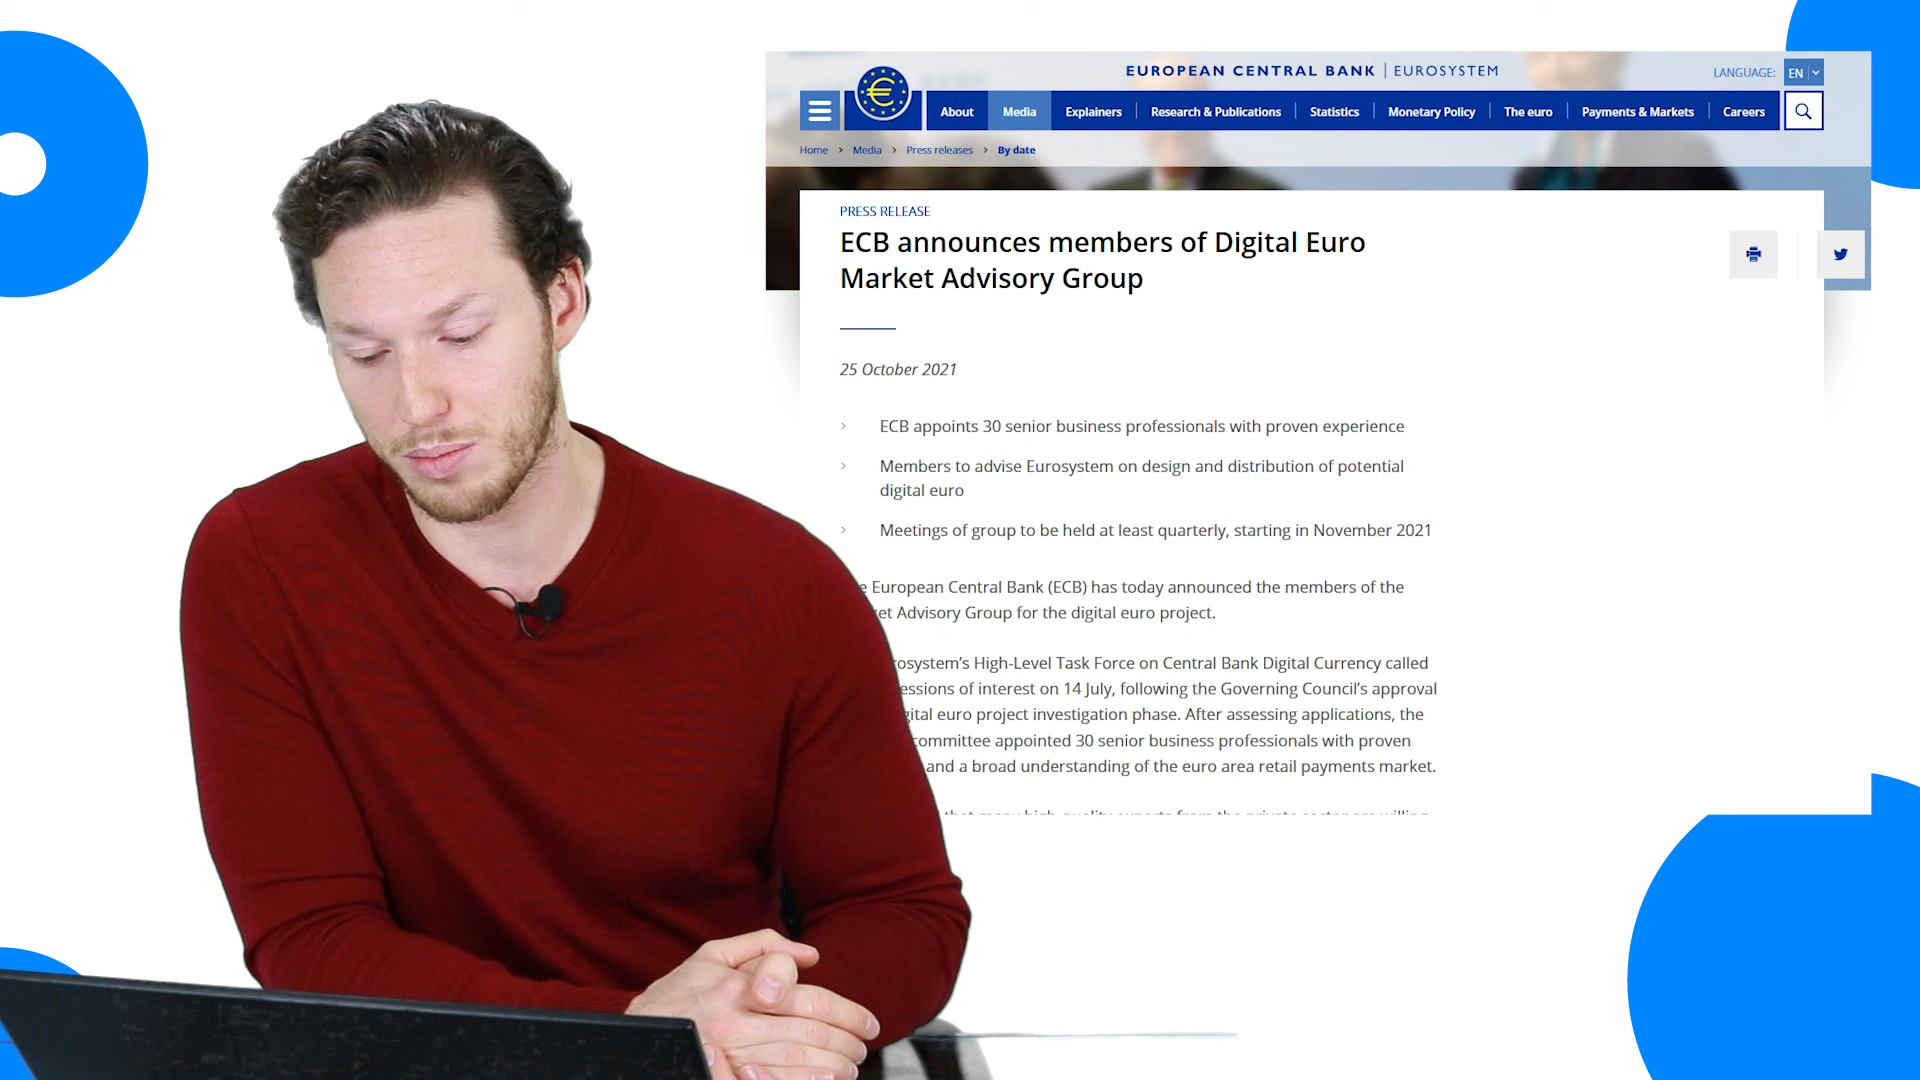 EUROPEAN CENTRAL BANK | EUROSYSTEM
LANGUAGE: EN
About Media Explainers Research & Publications Statistics Monetary Policy The euro Payments & Markets Careers
Home > Media > Press releases > By date
PRESS RELEASE
ECB announces members of Digital Euro
Market Advisory Group
25 October 2021
ECB appoints 30 senior business professionals with proven experience
Members to advise Eurosystem on design and distribution of potential
digital euro
Meetings of group to be held at least quarterly, starting in November 2021
European Central Bank (ECB) has today announced the members of the
Advisory Group for the digital euro project.
High-Level Task Force on Central Bank Digital Currency called
of interest on 14 July, following the Governing Council's approval
euro project investigation phase. After assessing applications, the
committee appointed 30 senior business professionals with proven
and a broad understanding of the euro area retail payments market.